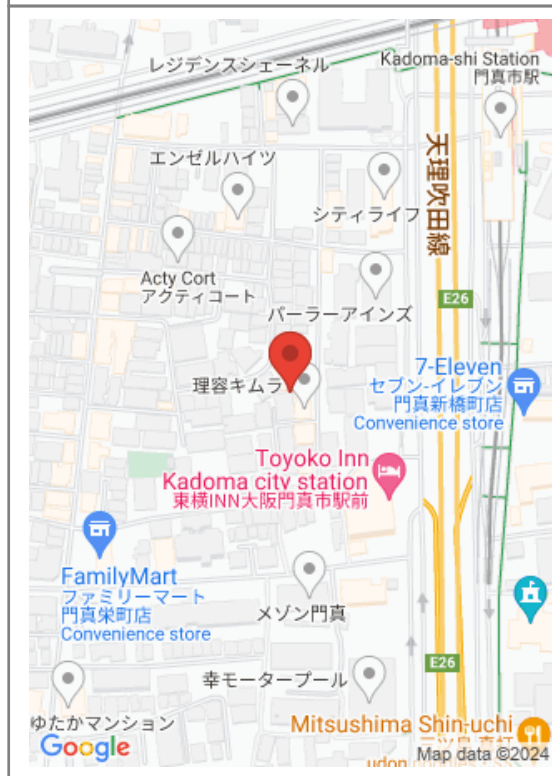 レジデンスシェーネル
Kadoma-shi Station
門真市駅
エンゼルハイツ
シティライフ
天理吹田線
Acty Cort
アクティコート
E26
パーラーアインズ
理容キムラ
7-Eleven
セブン-イレブン
門真新橋町店
Convenience store
Toyoko Inn
Kadoma city station
東横INN大阪門真市駅前
FamilyMart
ファミリーマート
門真栄町店
Convenience store
メゾン門真
E26
幸モータープール
ゆたかマンション
Mitsushima Shin-uchi
udon
Google
Map data ©2024